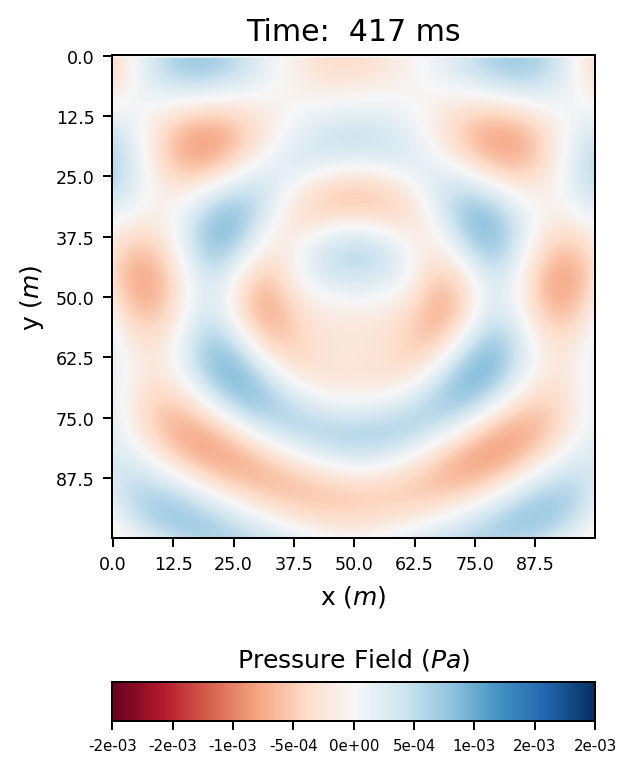 Time:  417 ms
0.0
12.5
25.0
37.5
50.0
62.5
75.0
87.5
y (m)
0.0 12.5 25.0 37.5 50.0 62.5 75.0 87.5
x (m)
Pressure Field (Pa)
-2e-03 -2e-03 -1e-03 -5e-04 0e+00 5e-04 1e-03 2e-03 2e-03